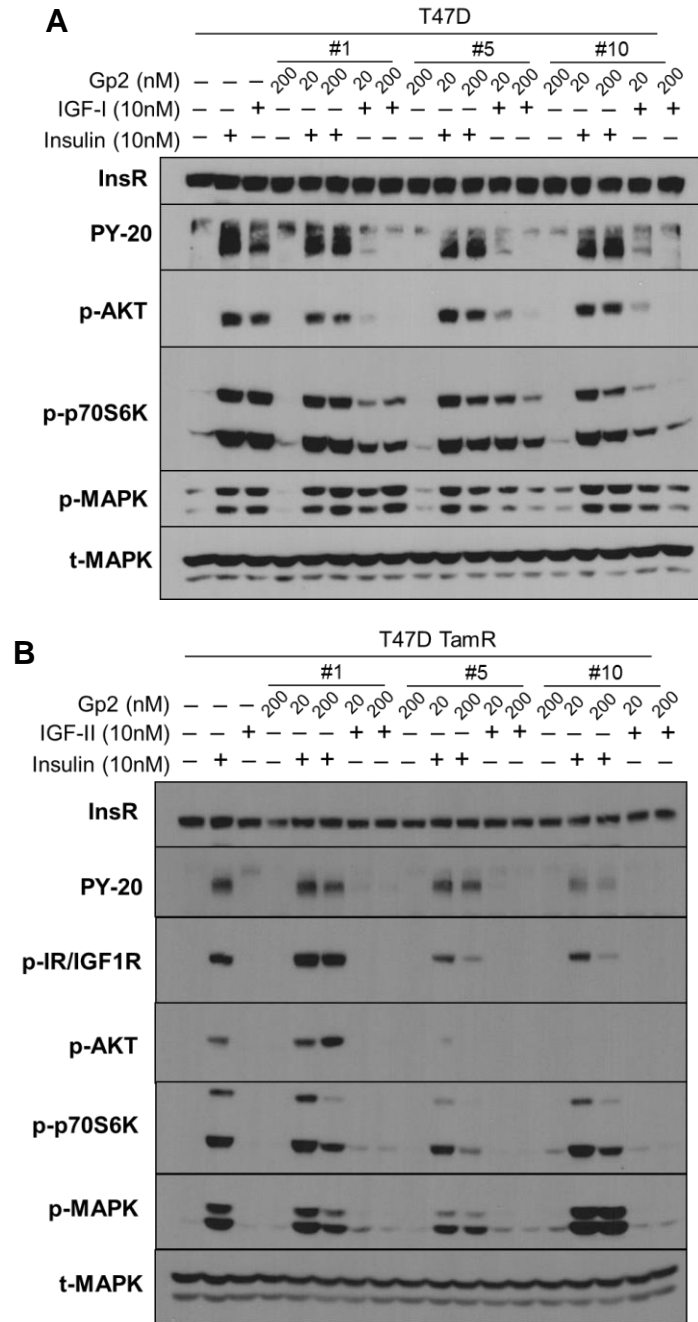 A
T47D
#1 #5 #10
Gp2 (nM) – – – 200 20 200 20 200 200 20 200 20 200 200 20 200 20 200
IGF-I (10nM) – – + – – – + + – – – + + – – – + +
Insulin (10nM) – + – – + + – – – + + – – – + + – –
InsR
PY-20
p-AKT
p-p70S6K
p-MAPK
t-MAPK
B
T47D TamR
#1 #5 #10
Gp2 (nM) – – – 200 20 200 20 200 200 20 200 20 200 200 20 200 20 200
IGF-II (10nM) – – + – – – + + – – – + + – – – + +
Insulin (10nM) – + – – + + – – – + + – – – + + – –
InsR
PY-20
p-IR/IGF1R
p-AKT
p-p70S6K
p-MAPK
t-MAPK